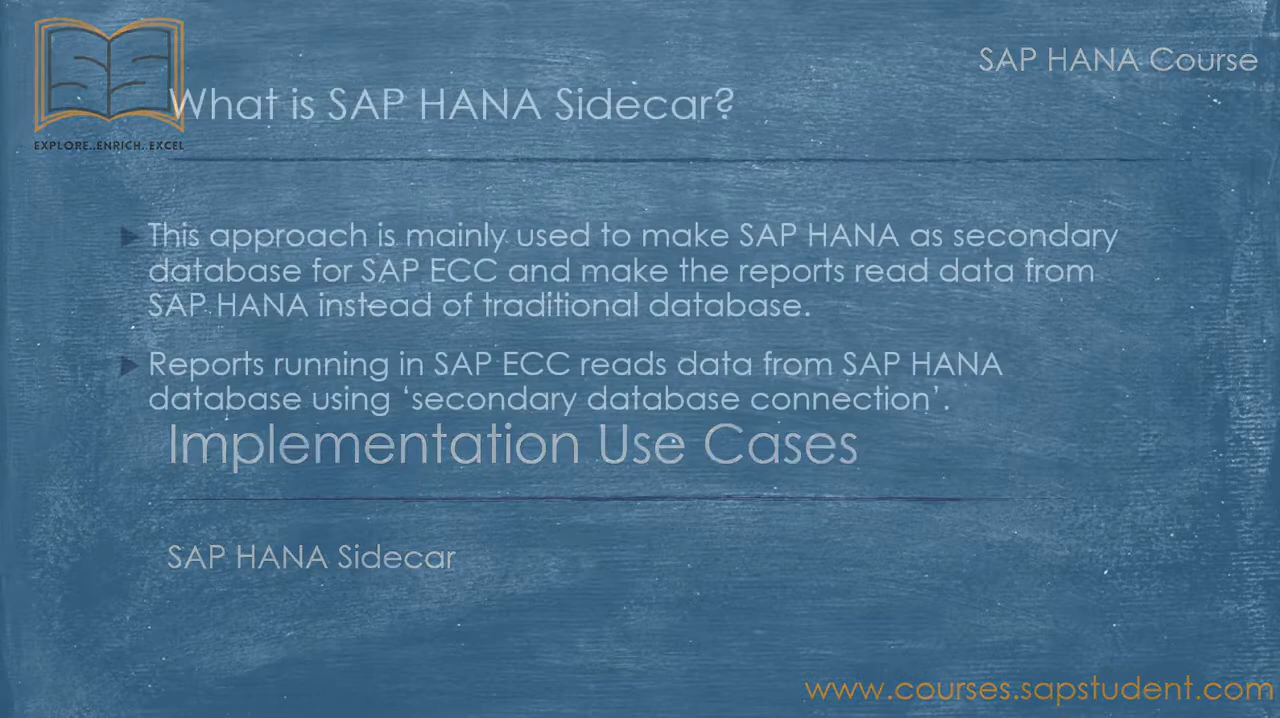 SAP HANA Course
What is SAP HANA Sidecar?
EXPLORE..ENRICH. EXCEL
This approach is mainly used to make SAP HANA as secondary
database for SAP ECC and make the reports read data from
SAP HANA instead of traditional database.
Reports running in SAP ECC reads data from SAP HANA
database using ‘secondary database connection’.
Implementation Use Cases
SAP HANA Sidecar
www.courses.sapstudent.com